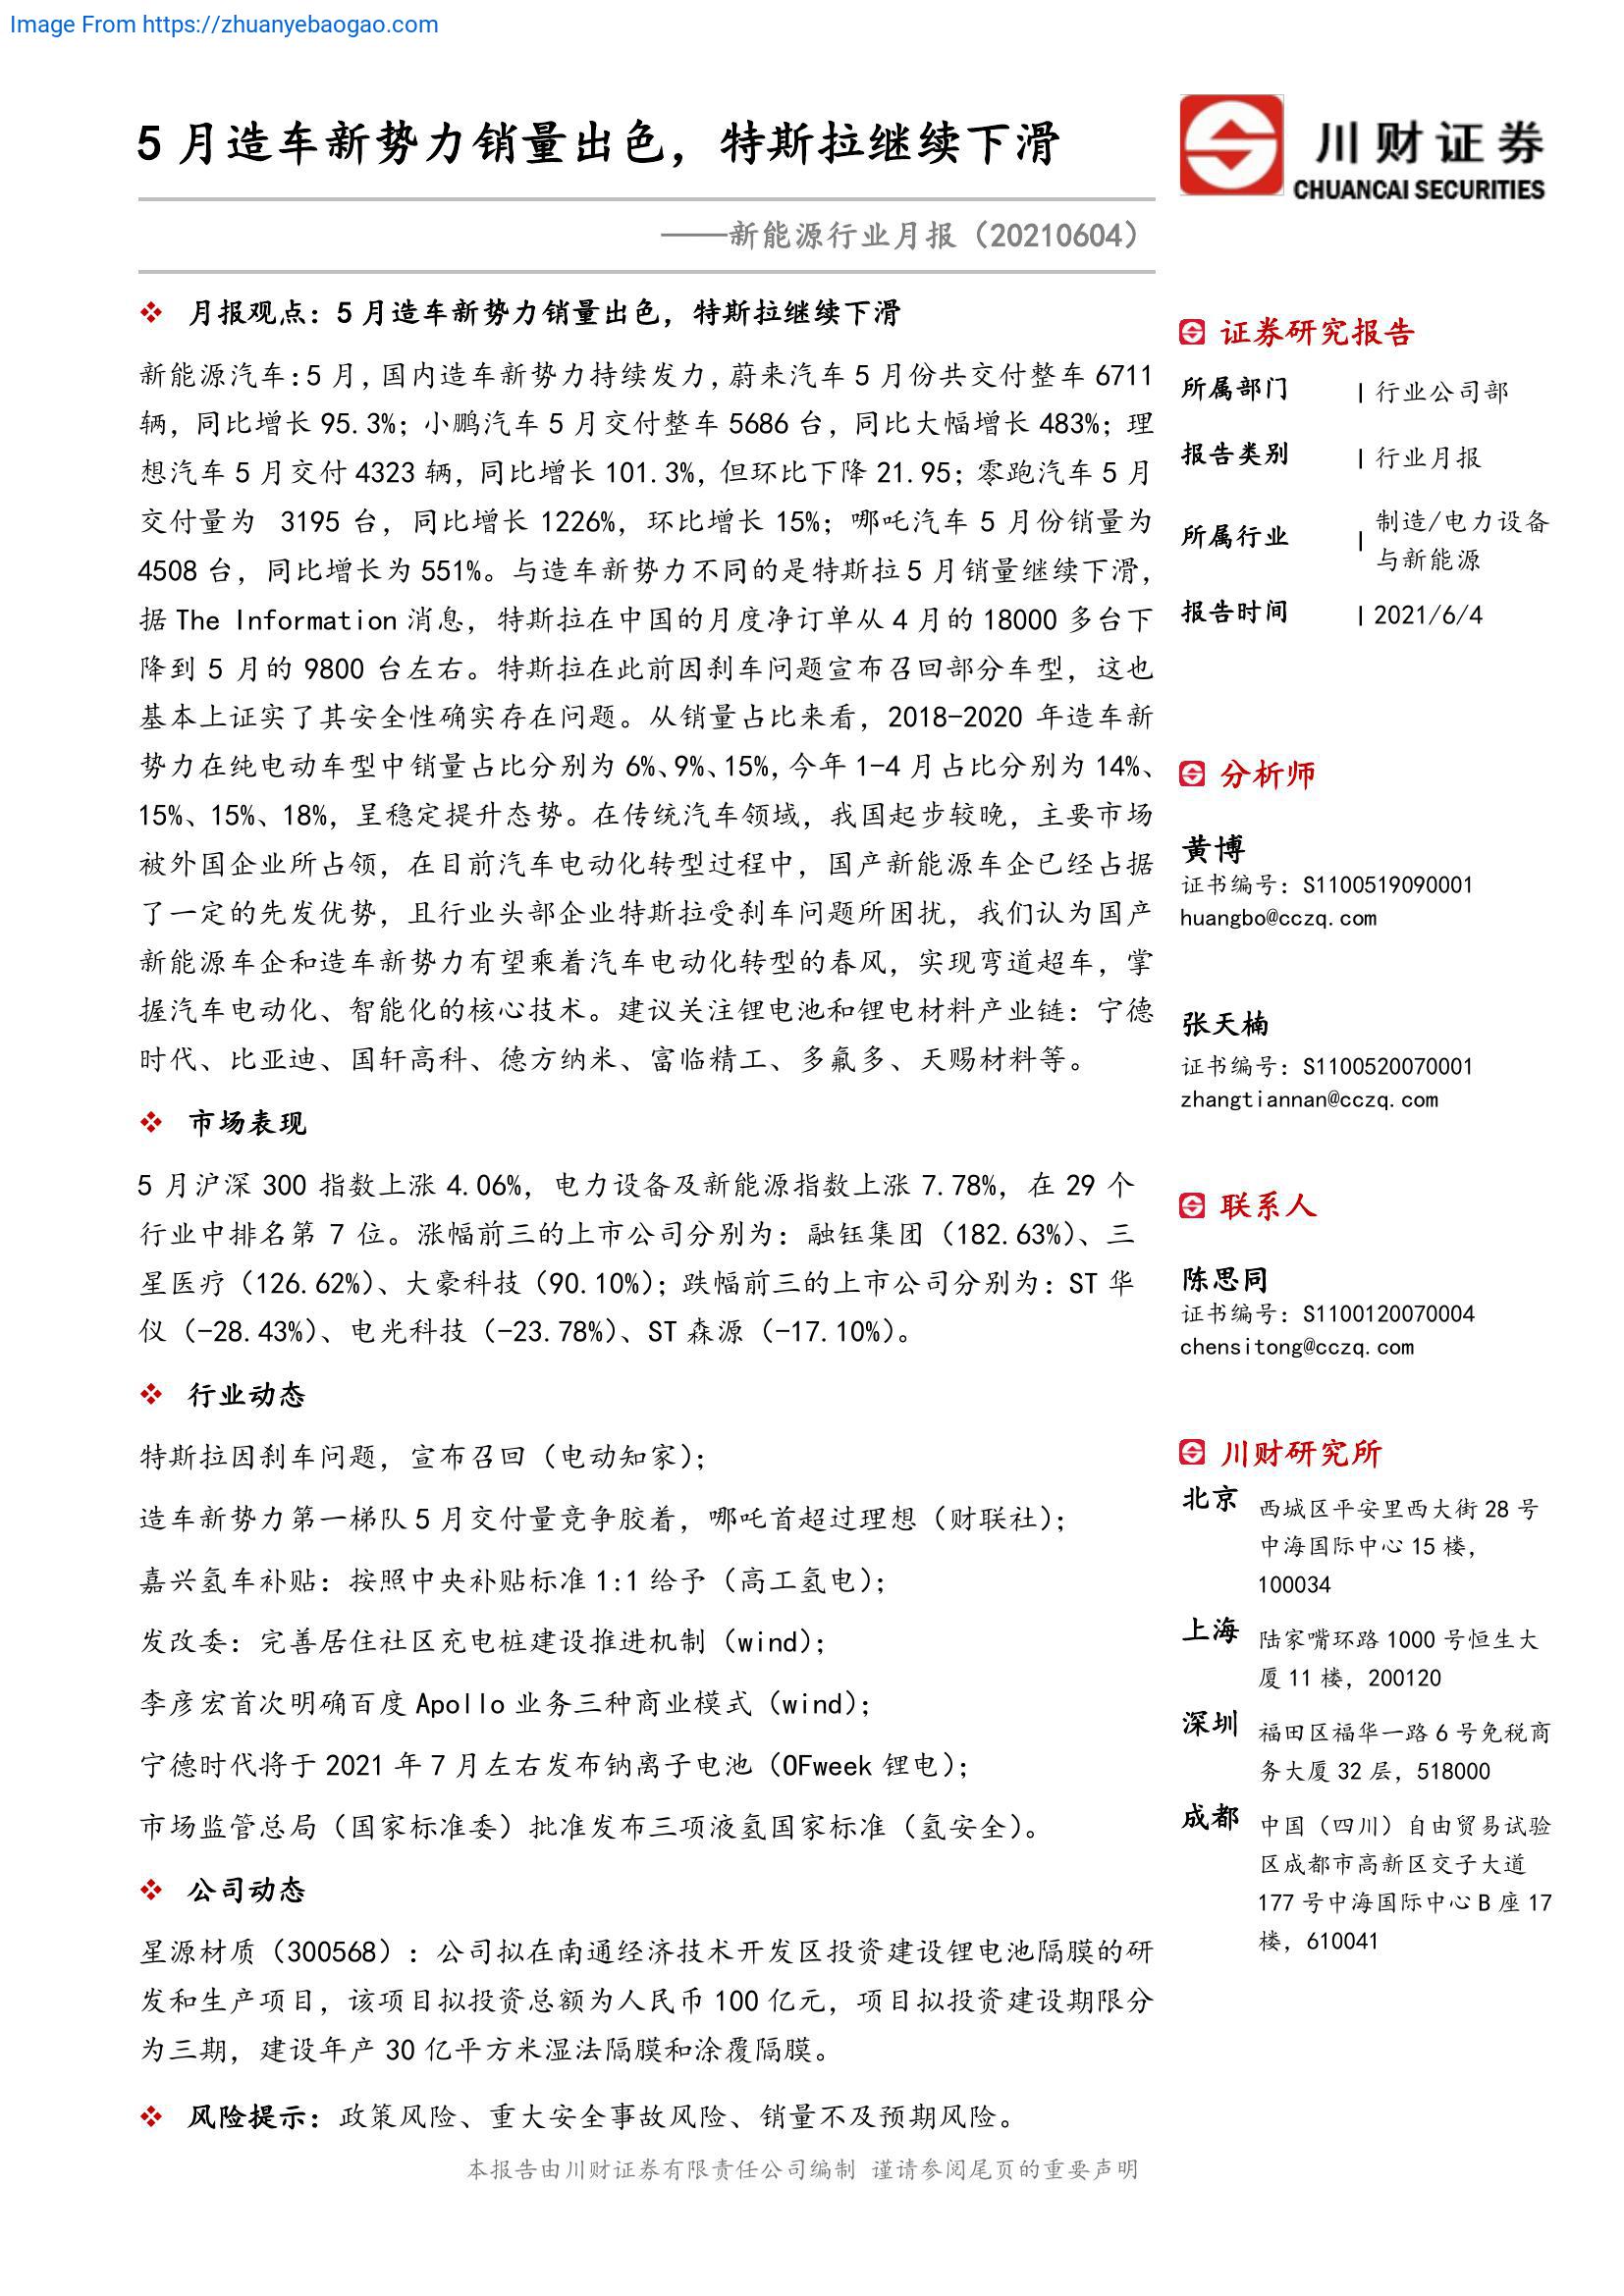 Image From https://zhuanyebaogao.com
5 月造车新势力销量出色，特斯拉继续下滑
川财证券
CHUANCAI SECURITIES
——新能源行业月报（20210604）
❖ 月报观点：5 月造车新势力销量出色，特斯拉继续下滑
新能源汽车：5 月，国内造车新势力持续发力，蔚来汽车 5 月份共交付整车 6711
辆，同比增长 95.3%；小鹏汽车 5 月交付整车 5686 台，同比大幅增长 483%；理
想汽车 5 月交付 4323 辆，同比增长 101.3%，但环比下降 21.95；零跑汽车 5 月
交付量为 3195 台，同比增长 1226%，环比增长 15%；哪吒汽车 5 月份销量为
4508 台，同比增长为 551%。与造车新势力不同的是特斯拉 5 月销量继续下滑，
据 The Information 消息，特斯拉在中国的月度净订单从 4 月的 18000 多台下
降到 5 月的 9800 台左右。特斯拉在此前因刹车问题宣布召回部分车型，这也
基本上证实了其安全性确实存在问题。从销量占比来看，2018-2020 年造车新
势力在纯电动车型中销量占比分别为 6%、9%、15%，今年 1-4 月占比分别为 14%、
15%、15%、18%，呈稳定提升态势。在传统汽车领域，我国起步较晚，主要市场
被外国企业所占领，在目前汽车电动化转型过程中，国产新能源车企已经占据
了一定的先发优势，且行业头部企业特斯拉受刹车问题所困扰，我们认为国产
新能源车企和造车新势力有望乘着汽车电动化转型的春风，实现弯道超车，掌
握汽车电动化、智能化的核心技术。建议关注锂电池和锂电材料产业链：宁德
时代、比亚迪、国轩高科、德方纳米、富临精工、多氟多、天赐材料等。
❖ 市场表现
5 月沪深 300 指数上涨 4.06%，电力设备及新能源指数上涨 7.78%，在 29 个
行业中排名第 7 位。涨幅前三的上市公司分别为：融钰集团（182.63%）、三
星医疗（126.62%）、大豪科技（90.10%）；跌幅前三的上市公司分别为：ST 华
仪（-28.43%）、电光科技（-23.78%）、ST 森源（-17.10%）。
❖ 行业动态
特斯拉因刹车问题，宣布召回（电动知家）；
造车新势力第一梯队 5 月交付量竞争胶着，哪吒首超过理想（财联社）；
嘉兴氢车补贴：按照中央补贴标准 1:1 给予（高工氢电）；
发改委：完善居住社区充电桩建设推进机制（wind）；
李彦宏首次明确百度 Apollo 业务三种商业模式（wind）；
宁德时代将于 2021 年 7 月左右发布钠离子电池（OFweek 锂电）；
市场监管总局（国家标准委）批准发布三项液氢国家标准（氢安全）。
❖ 公司动态
星源材质（300568）：公司拟在南通经济技术开发区投资建设锂电池隔膜的研
发和生产项目，该项目拟投资总额为人民币 100 亿元，项目拟投资建设期限分
为三期，建设年产 30 亿平方米湿法隔膜和涂覆隔膜。
❖ 风险提示：政策风险、重大安全事故风险、销量不及预期风险。
证券研究报告
所属部门 | 行业公司部
报告类别 | 行业月报
所属行业 | 制造/电力设备
与新能源
报告时间 | 2021/6/4
分析师
黄博
证书编号：S1100519090001
huangbo@cczq.com
张天楠
证书编号：S1100520070001
zhangtiannan@cczq.com
联系人
陈思同
证书编号：S1100120070004
chensitong@cczq.com
川财研究所
北京 西城区平安里西大街 28 号
中海国际中心 15 楼，
100034
上海 陆家嘴环路 1000 号恒生大
厦 11 楼，200120
深圳 福田区福华一路 6 号免税商
务大厦 32 层，518000
成都 中国（四川）自由贸易试验
区成都市高新区交子大道
177 号中海国际中心 B 座 17
楼，610041
本报告由川财证券有限责任公司编制 谨请参阅尾页的重要声明